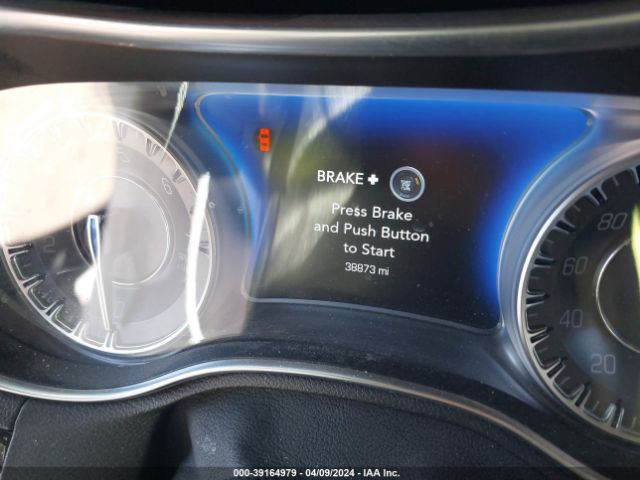 BRAKE +
Press Brake
and Push Button
to Start
38873 mi
80
60
40
20
000-39164979 | 04/09/2024 | IAA Inc.